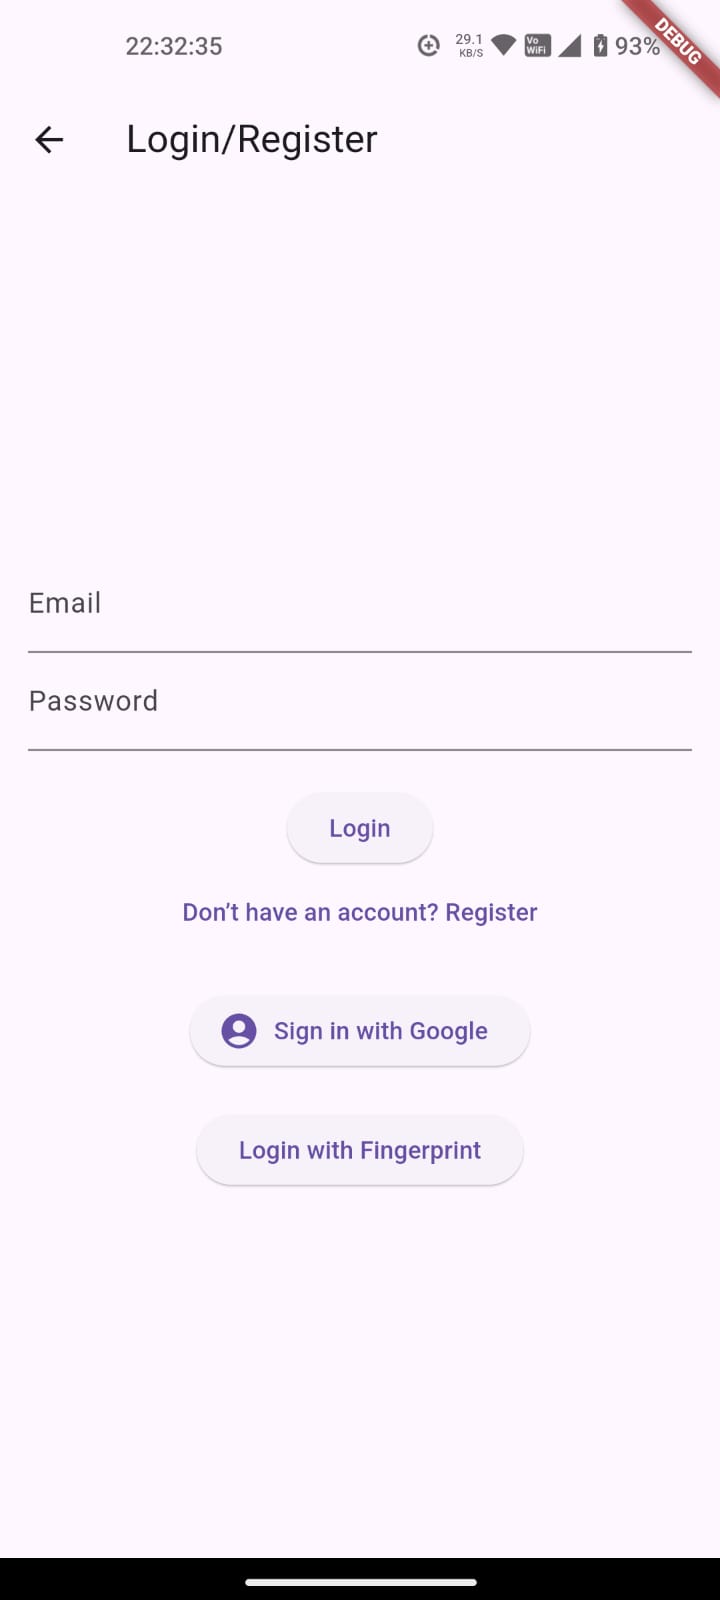 22:32:35
29.1
KB/S
Vo
WiFi
93%
DEBUG
Login/Register
Email
Password
Login
Don’t have an account? Register
Sign in with Google
Login with Fingerprint